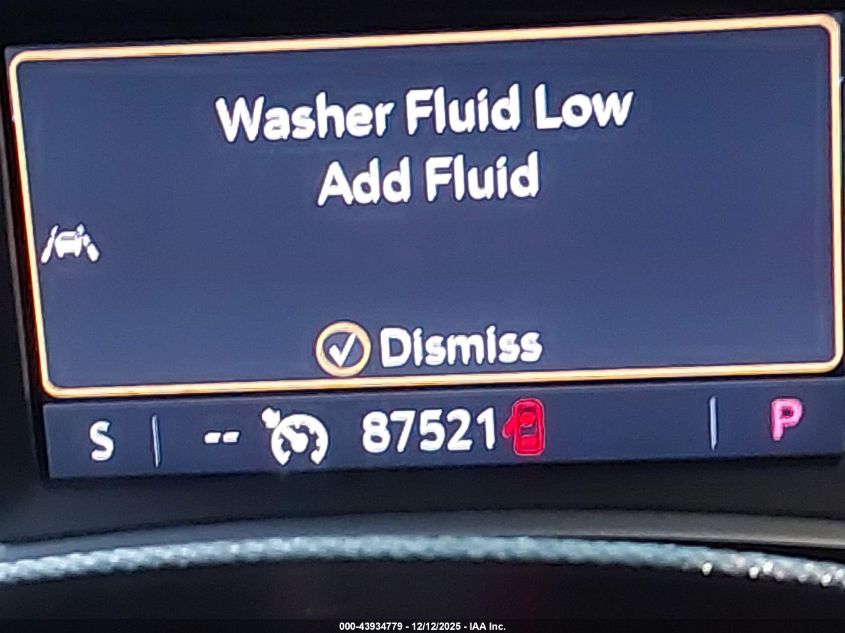 Washer Fluid Low
Add Fluid
Dismiss
S -- 87521 P
000-43934779 - 12/12/2025 - IAA Inc.